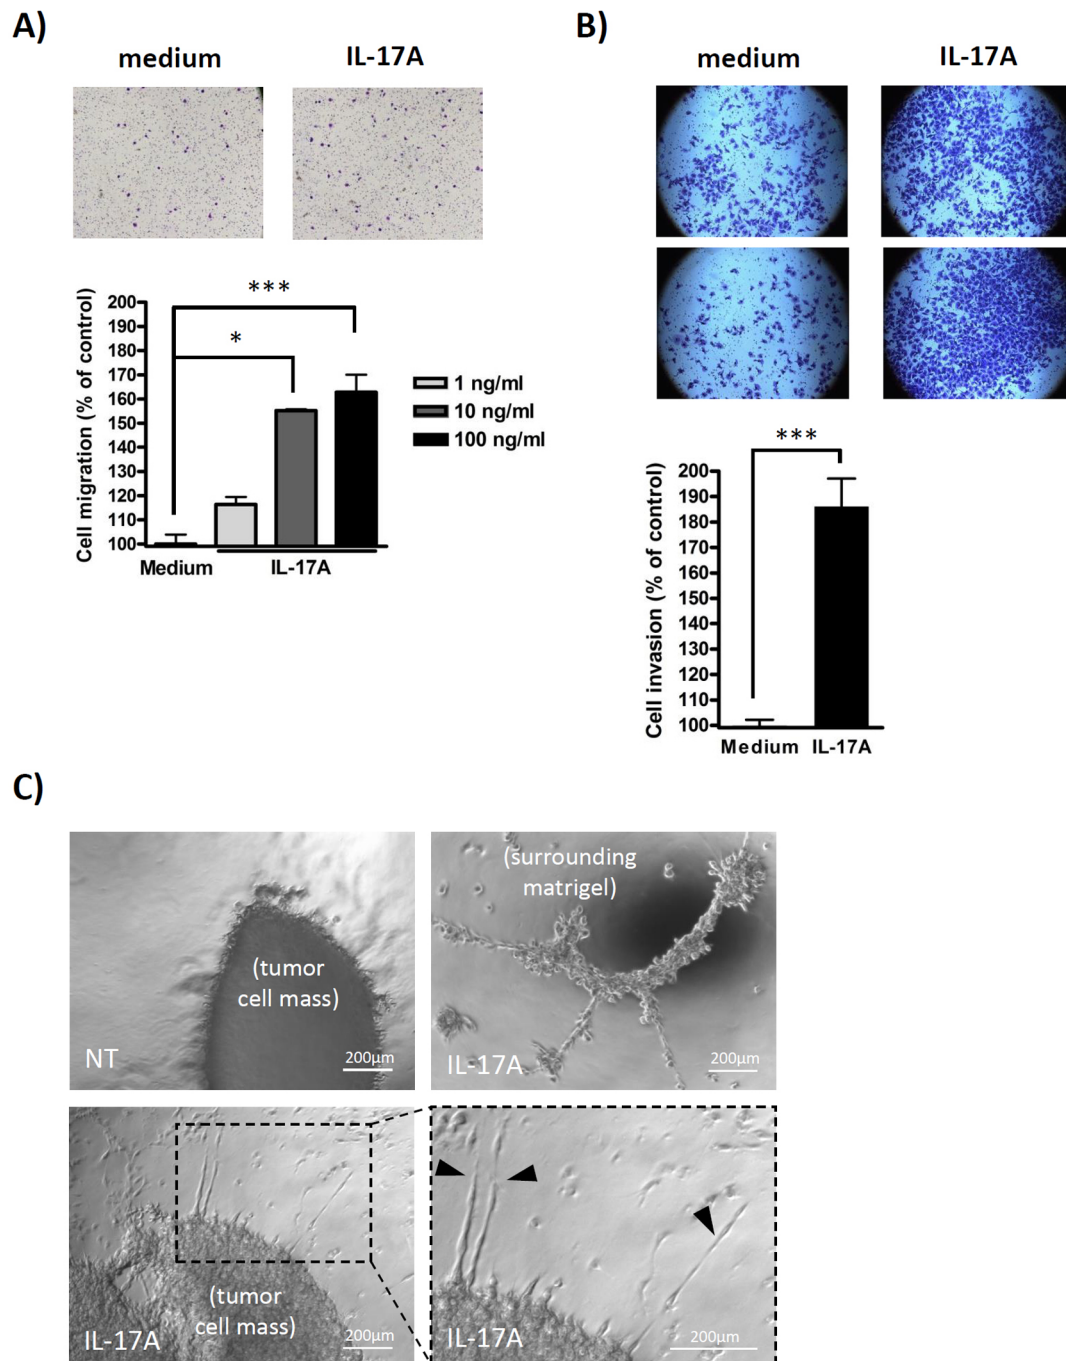 A)
medium
IL-17A
Cell migration (% of control)
200
190
180
170
160
150
140
130
120
110
100
***
*
Medium
IL-17A
1 ng/ml
10 ng/ml
100 ng/ml
B)
medium
IL-17A
Cell invasion (% of control)
200
190
180
170
160
150
140
130
120
110
100
***
Medium
IL-17A
C)
(tumor
cell mass)
NT
200µm
(surrounding
matrigel)
IL-17A
200µm
(tumor
cell mass)
IL-17A
200µm
IL-17A
200µm